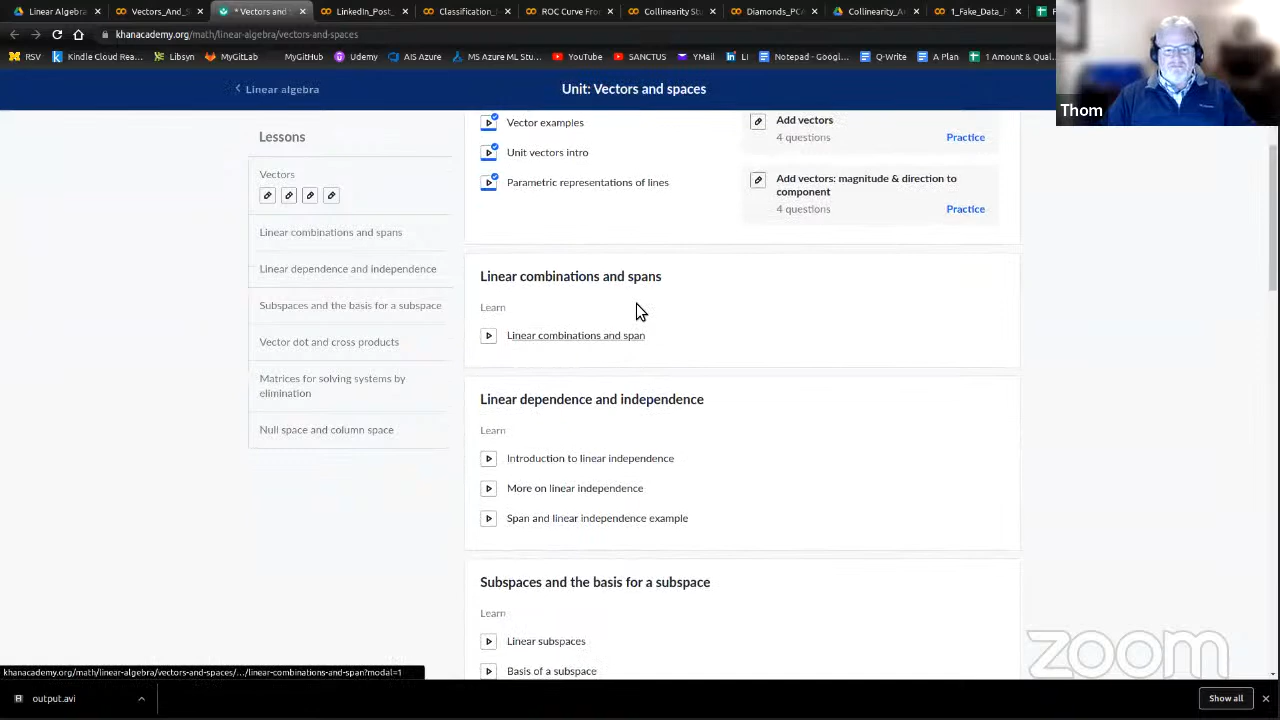 Linear Algebra
Vectors_And_S
* Vectors and
LinkedIn_Post_
Classification_I
ROC Curve Fro
Collinearity Stu
Diamonds_PCA
Collinearity_A
1_Fake_Data_F
khanacademy.org/math/linear-algebra/vectors-and-spaces
RSV
Kindle Cloud Rea...
Libsyn
MyGitLab
MyGitHub
Udemy
AIS Azure
MS Azure ML Stu...
YouTube
SANCTUS
YMail
LI
Notepad - Googl...
Q-Write
A Plan
1 Amount & Qual
Thom
Linear algebra
Unit: Vectors and spaces
Lessons
Vectors
Linear combinations and spans
Linear dependence and independence
Subspaces and the basis for a subspace
Vector dot and cross products
Matrices for solving systems by
elimination
Null space and column space
Vector examples
Unit vectors intro
Parametric representations of lines
Add vectors
4 questions
Practice
Add vectors: magnitude & direction to
component
4 questions
Practice
Linear combinations and spans
Learn
Linear combinations and span
Linear dependence and independence
Learn
Introduction to linear independence
More on linear independence
Span and linear independence example
Subspaces and the basis for a subspace
Learn
Linear subspaces
Basis of a subspace
zoom
khanacademy.org/math/linear-algebra/vectors-and-spaces/.../linear-combinations-and-span?modal=1
output.avi
Show all